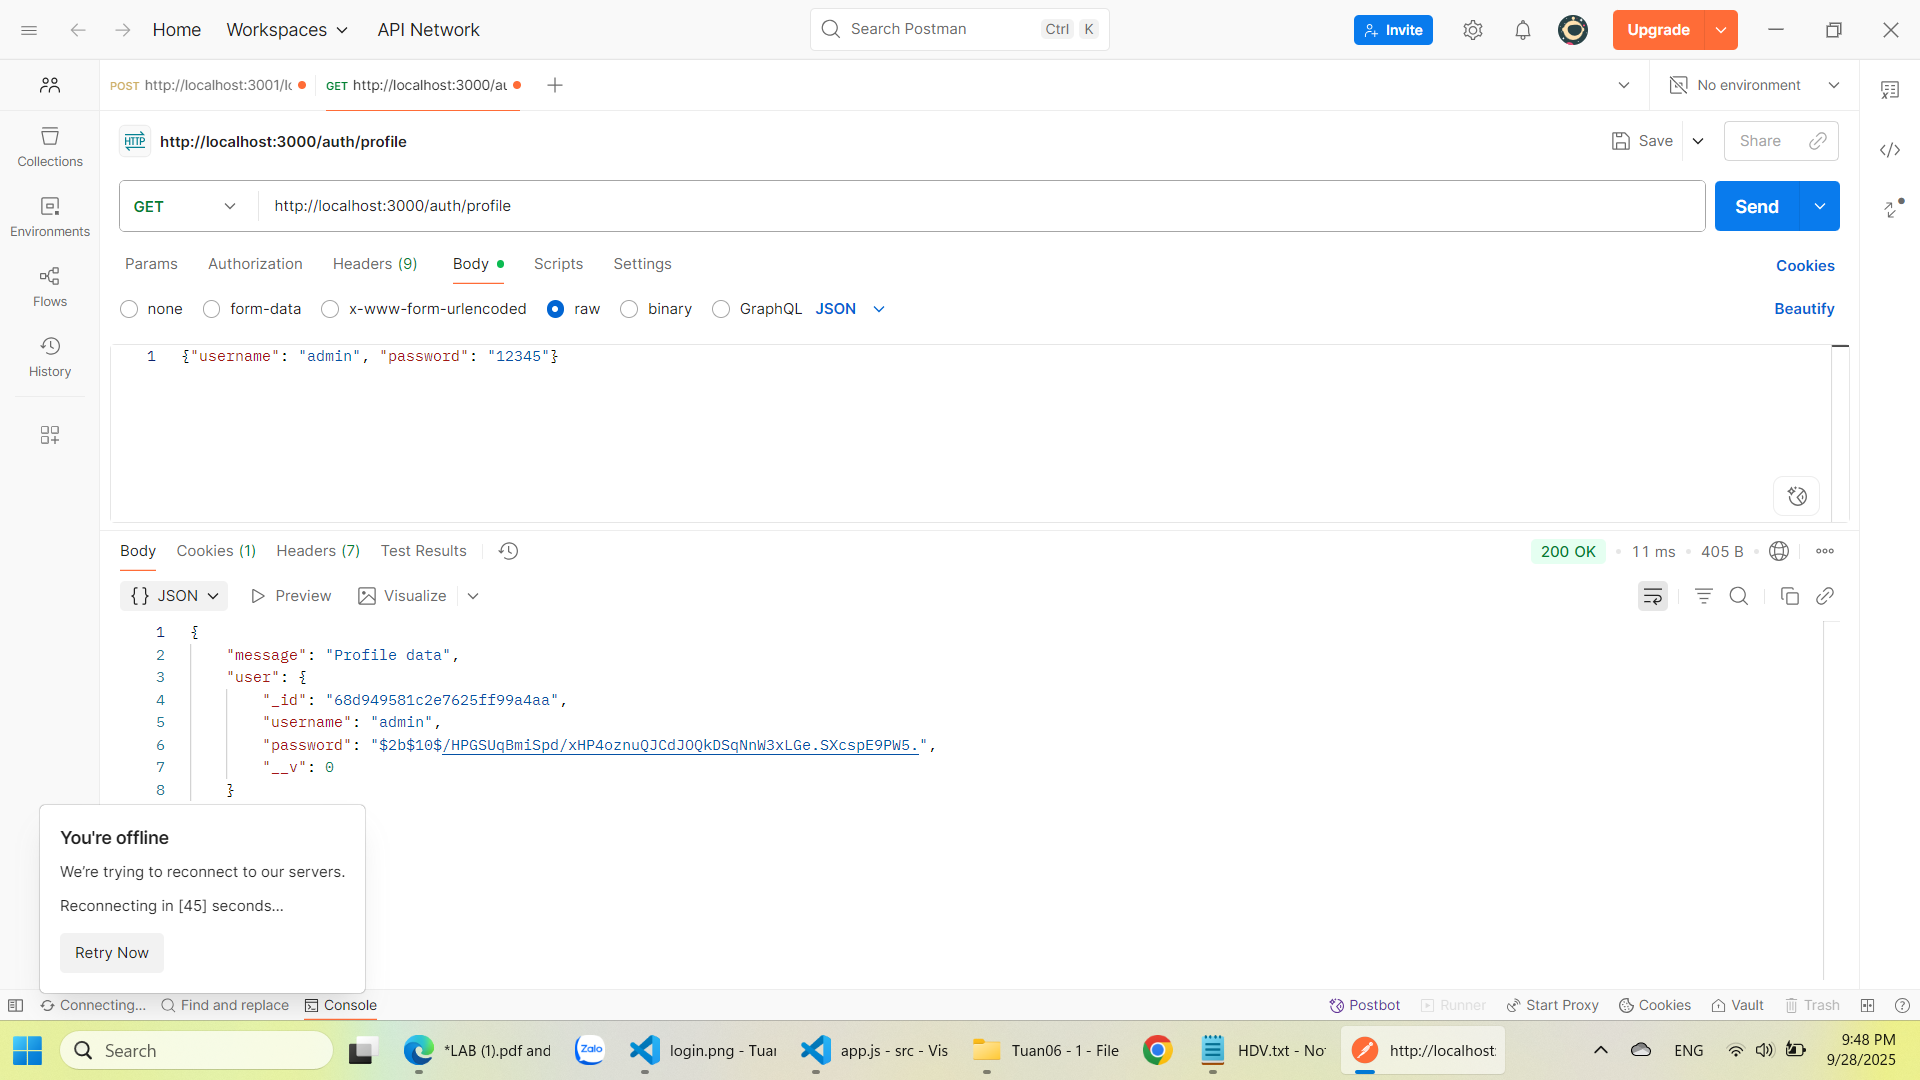 Home Workspaces API Network Search Postman Ctrl K Invite Upgrade
POST http://localhost:3001/lo GET http://localhost:3000/au No environment
HTTP http://localhost:3000/auth/profile Save Share
GET http://localhost:3000/auth/profile Send
Params Authorization Headers (9) Body Scripts Settings Cookies
none form-data x-www-form-urlencoded raw binary GraphQL JSON Beautify
Collections
Environments
Flows
History
1 {"username": "admin", "password": "12345"}
Body Cookies (1) Headers (7) Test Results 200 OK 11 ms 405 B
{} JSON Preview Visualize
1 {
2 "message": "Profile data",
3 "user": {
4 "_id": "68d949581c2e7625ff99a4aa",
5 "username": "admin",
6 "password": "$2b$10$/HPGSUqBmiSpd/xHP4oznuQJCdJOQkDSqNnW3xLGe.SXcspE9PW5.",
7 "__v": 0
8 }
You're offline
We're trying to reconnect to our servers.
Reconnecting in [45] seconds...
Retry Now
Connecting... Find and replace Console Postbot Runner Start Proxy Cookies Vault Trash
Search Zalo *LAB (1).pdf and login.png - Tuan app.js - src - Vis Tuan06 - 1 - File HDV.txt - No http://localhost: ENG 9:48 PM
9/28/2025